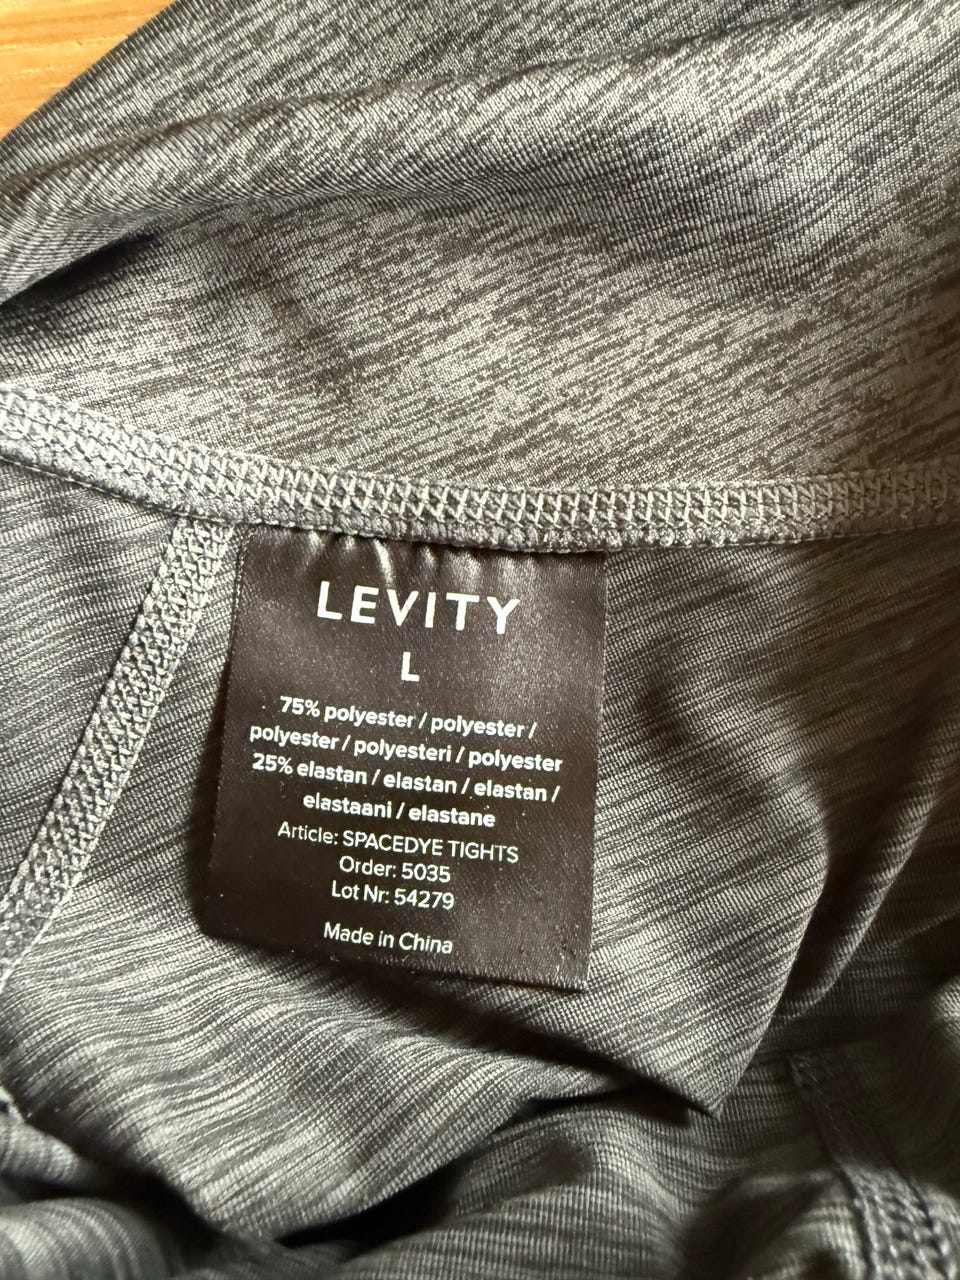 LEVITY
L
75% polyester / polyester /
polyester / polyesteri / polyester
25% elastan / elastan / elastan /
elastaani / elastane
Article: SPACEDYE TIGHTS
Order: 5035
Lot Nr: 54279
Made in China